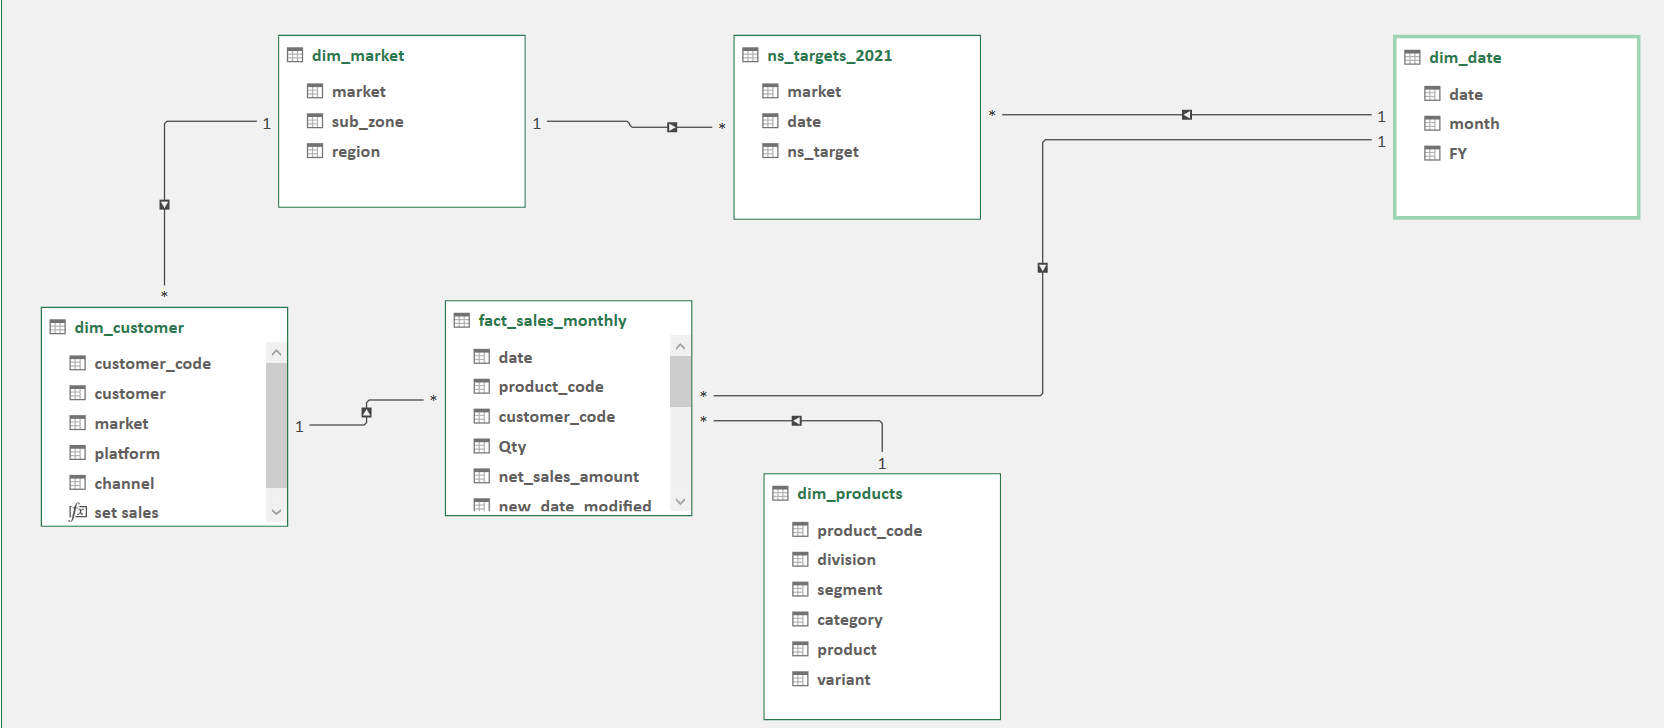 dim_market
market
sub_zone
region
1
1
*
ns_targets_2021
market
date
ns_target
*
*
1
1
dim_date
date
month
FY
dim_customer
customer_code
customer
market
platform
channel
fx set sales
1
*
fact_sales_monthly
date
product_code
customer_code
Qty
net_sales_amount
new_date_modified
*
*
1
dim_products
product_code
division
segment
category
product
variant